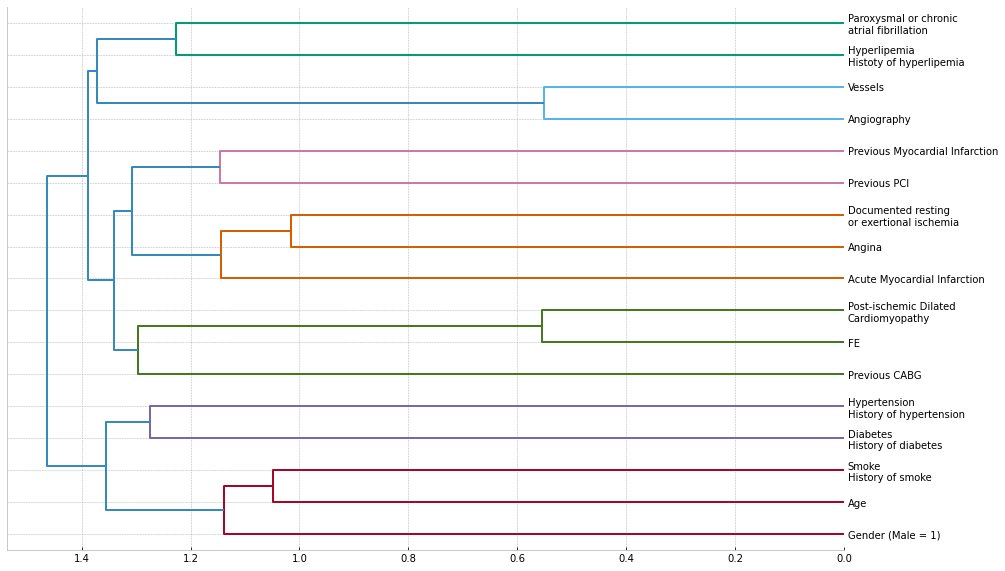 Paroxysmal or chronic
atrial fibrillation
Hyperlipemia
Histoty of hyperlipemia
Vessels
Angiography
Previous Myocardial Infarction
Previous PCI
Documented resting
or exertional ischemia
Angina
Acute Myocardial Infarction
Post-ischemic Dilated
Cardiomyopathy
FE
Previous CABG
Hypertension
History of hypertension
Diabetes
History of diabetes
Smoke
History of smoke
Age
Gender (Male = 1)
1.4 1.2 1.0 0.8 0.6 0.4 0.2 0.0